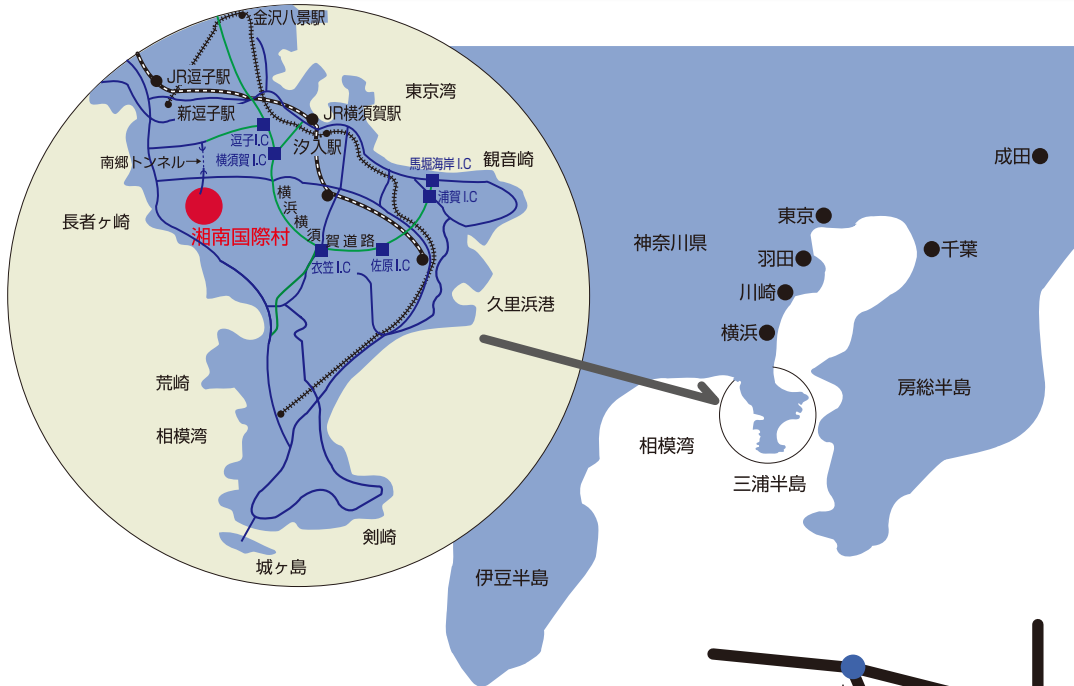 金沢八景駅
JR逗子駅
新逗子駅
東京湾
JR横須賀駅
逗子I.C
汐入駅
横須賀I.C
南郷トンネル→
馬堀海岸I.C
観音崎
浦賀I.C
長者ヶ崎
湘南国際村
横浜横須賀道路
衣笠I.C
佐原I.C
久里浜港
荒崎
相模湾
剣崎
城ヶ島
成田
東京
神奈川県
羽田
千葉
川崎
横浜
房総半島
相模湾
三浦半島
伊豆半島